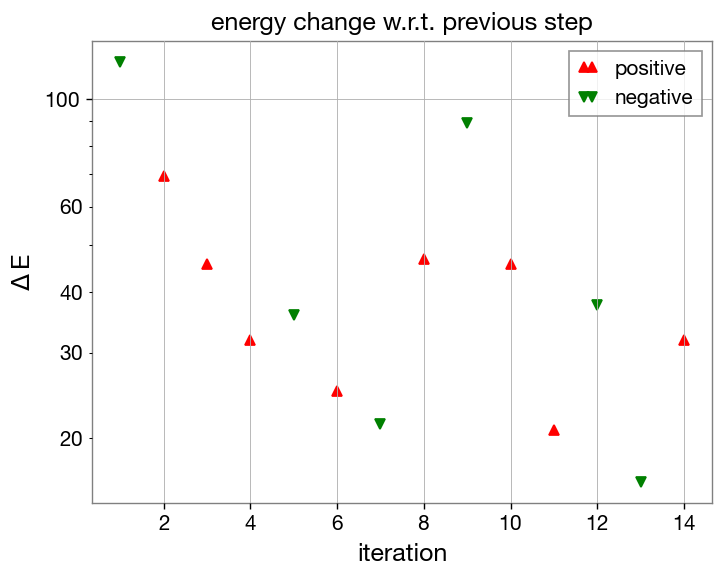 energy change w.r.t. previous step
positive
negative
100
60
40
30
20
Δ E
2 4 6 8 10 12 14
iteration